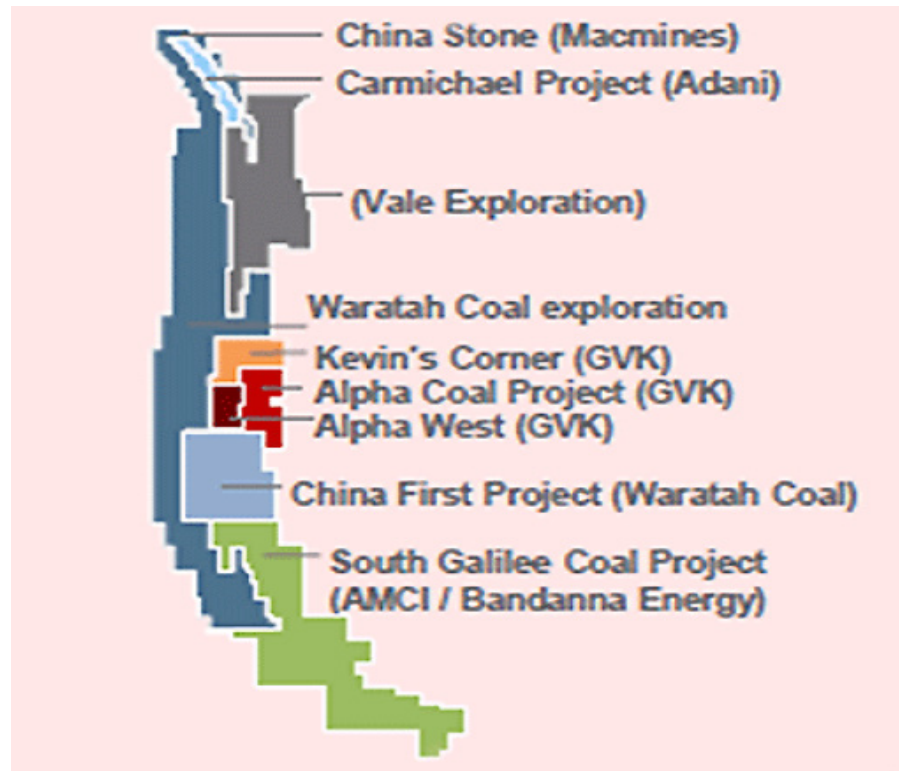 China Stone (Macmines)
Carmichael Project (Adani)
(Vale Exploration)
Waratah Coal exploration
Kevin's Corner (GVK)
Alpha Coal Project (GVK)
Alpha West (GVK)
China First Project (Waratah Coal)
South Galilee Coal Project
(AMCI / Bandanna Energy)